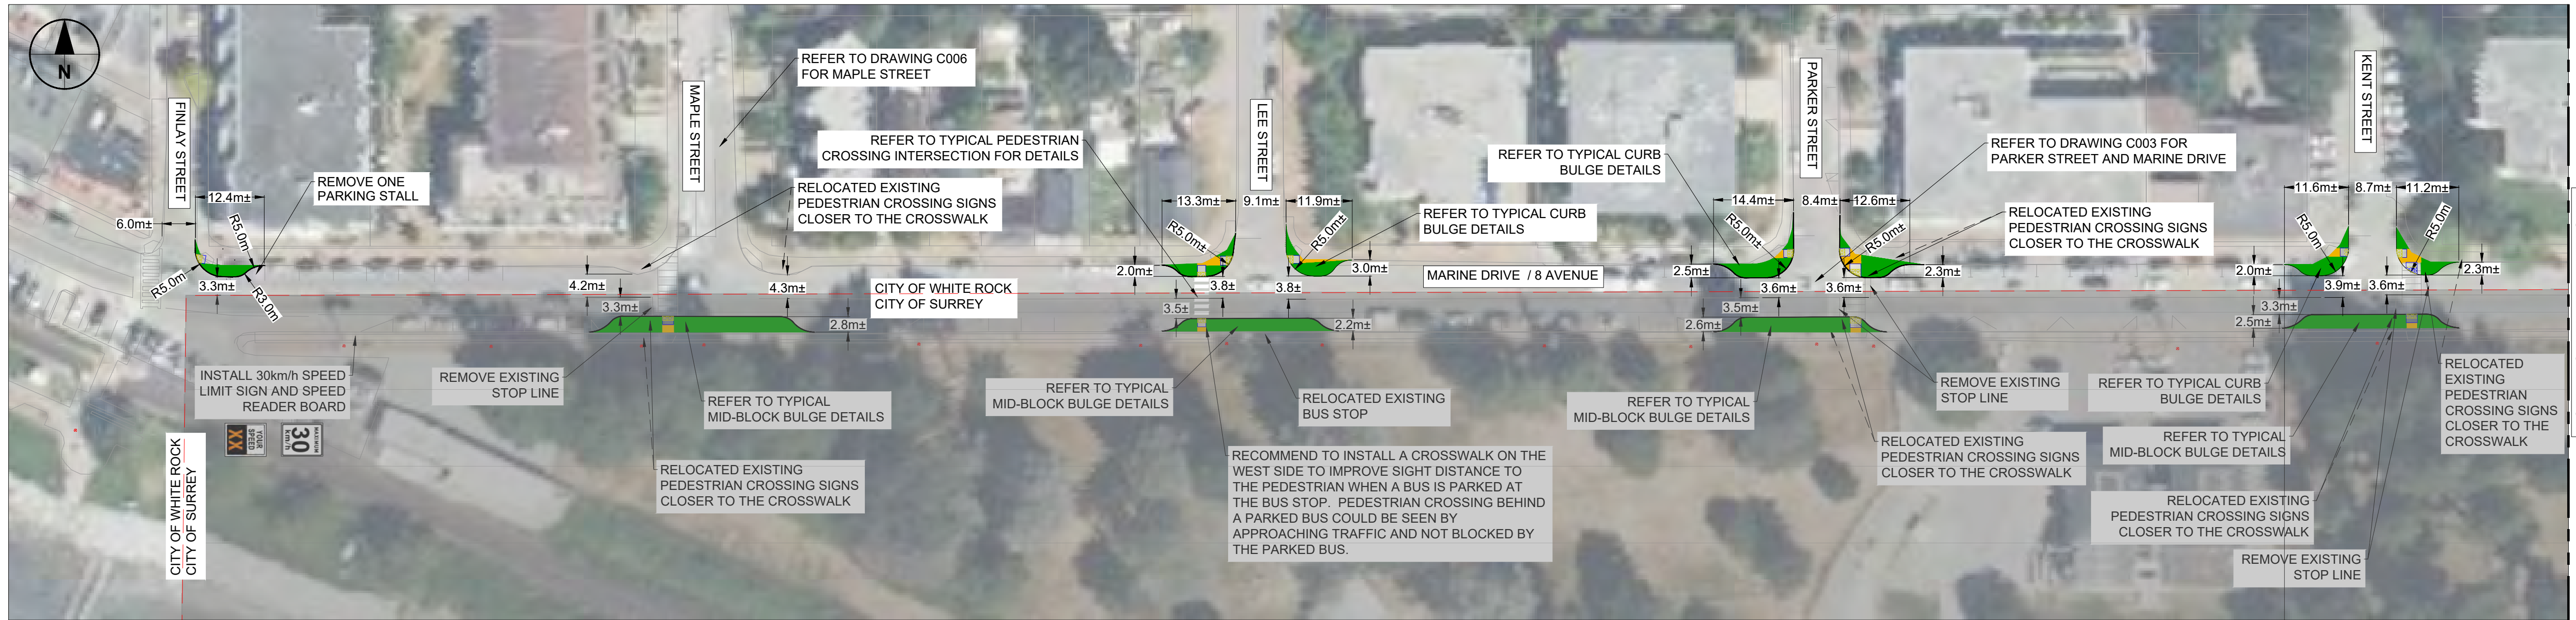 N
FINLAY STREET
12.4m±
6.0m±
R5.0m
R5.0m
3.3m±
R3.0m
REMOVE ONE
PARKING STALL
INSTALL 30km/h SPEED
LIMIT SIGN AND SPEED
READER BOARD
YOUR
SPEED
XX
MAXIMUM
30
km/h
CITY OF WHITE ROCK
CITY OF SURREY
MAPLE STREET
REFER TO DRAWING C006
FOR MAPLE STREET
RELOCATED EXISTING
PEDESTRIAN CROSSING SIGNS
CLOSER TO THE CROSSWALK
4.2m±
4.3m±
3.3m±
2.8m±
REMOVE EXISTING
STOP LINE
REFER TO TYPICAL
MID-BLOCK BULGE DETAILS
RELOCATED EXISTING
PEDESTRIAN CROSSING SIGNS
CLOSER TO THE CROSSWALK
CITY OF WHITE ROCK
CITY OF SURREY
REFER TO TYPICAL PEDESTRIAN
CROSSING INTERSECTION FOR DETAILS
LEE STREET
13.3m±
9.1m±
11.9m±
R5.0m±
R5.0m±
2.0m±
3.0m±
3.8±
3.8±
3.5±
2.2m±
REFER TO TYPICAL CURB
BULGE DETAILS
REFER TO TYPICAL
MID-BLOCK BULGE DETAILS
RELOCATED EXISTING
BUS STOP
RECOMMEND TO INSTALL A CROSSWALK ON THE
WEST SIDE TO IMPROVE SIGHT DISTANCE TO
THE PEDESTRIAN WHEN A BUS IS PARKED AT
THE BUS STOP. PEDESTRIAN CROSSING BEHIND
A PARKED BUS COULD BE SEEN BY
APPROACHING TRAFFIC AND NOT BLOCKED BY
THE PARKED BUS.
MARINE DRIVE / 8 AVENUE
REFER TO TYPICAL CURB
BULGE DETAILS
PARKER STREET
14.4m±
8.4m±
12.6m±
R5.0m±
R5.0m±
2.5m±
2.3m±
3.6m±
3.6m±
3.5m±
2.6m±
REFER TO DRAWING C003 FOR
PARKER STREET AND MARINE DRIVE
RELOCATED EXISTING
PEDESTRIAN CROSSING SIGNS
CLOSER TO THE CROSSWALK
REFER TO TYPICAL
MID-BLOCK BULGE DETAILS
REMOVE EXISTING
STOP LINE
RELOCATED EXISTING
PEDESTRIAN CROSSING SIGNS
CLOSER TO THE CROSSWALK
KENT STREET
11.6m±
8.7m±
11.2m±
R5.0m
R5.0m
2.0m±
2.3m±
3.9m±
3.6m±
3.3m±
2.5m±
REFER TO TYPICAL CURB
BULGE DETAILS
REFER TO TYPICAL
MID-BLOCK BULGE DETAILS
RELOCATED EXISTING
PEDESTRIAN CROSSING SIGNS
CLOSER TO THE CROSSWALK
REMOVE EXISTING
STOP LINE
RELOCATED
EXISTING
PEDESTRIAN
CROSSING SIGNS
CLOSER TO THE
CROSSWALK